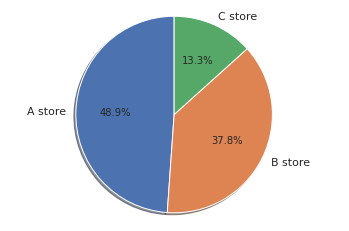 C store
13.3%
A store
48.9%
37.8%
B store